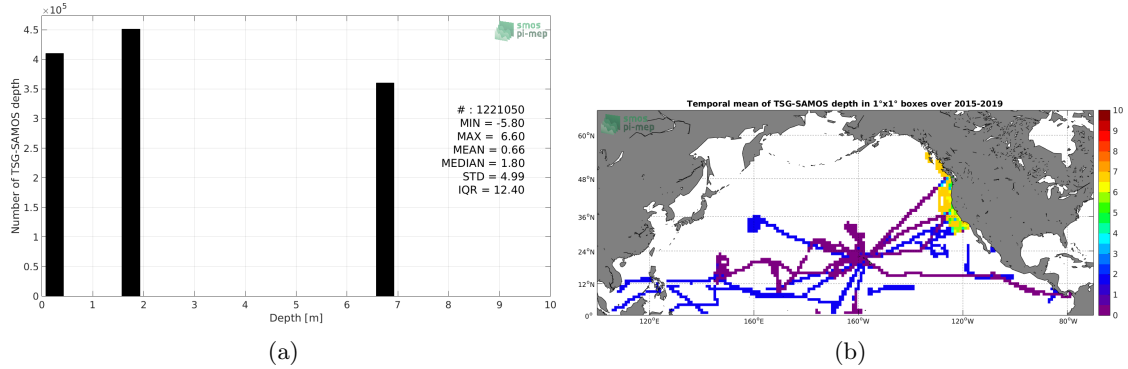 ×10⁵
4.5
4
3.5
3
2.5
2
1.5
1
0.5
0
0 1 2 3 4 5 6 7 8 9 10
Number of TSG-SAMOS depth
Depth [m]
smos
pi-mep
# : 1221050
MIN = -5.80
MAX = 6.60
MEAN = 0.66
MEDIAN = 1.80
STD = 4.99
IQR = 12.40
(a)
Temporal mean of TSG-SAMOS depth in 1°x1° boxes over 2015-2019
smos
pi-mep
60°N
48°N
36°N
24°N
12°N
0°
120°E 160°E 160°W 120°W 80°W
10
9
8
7
6
5
4
3
2
1
0
(b)